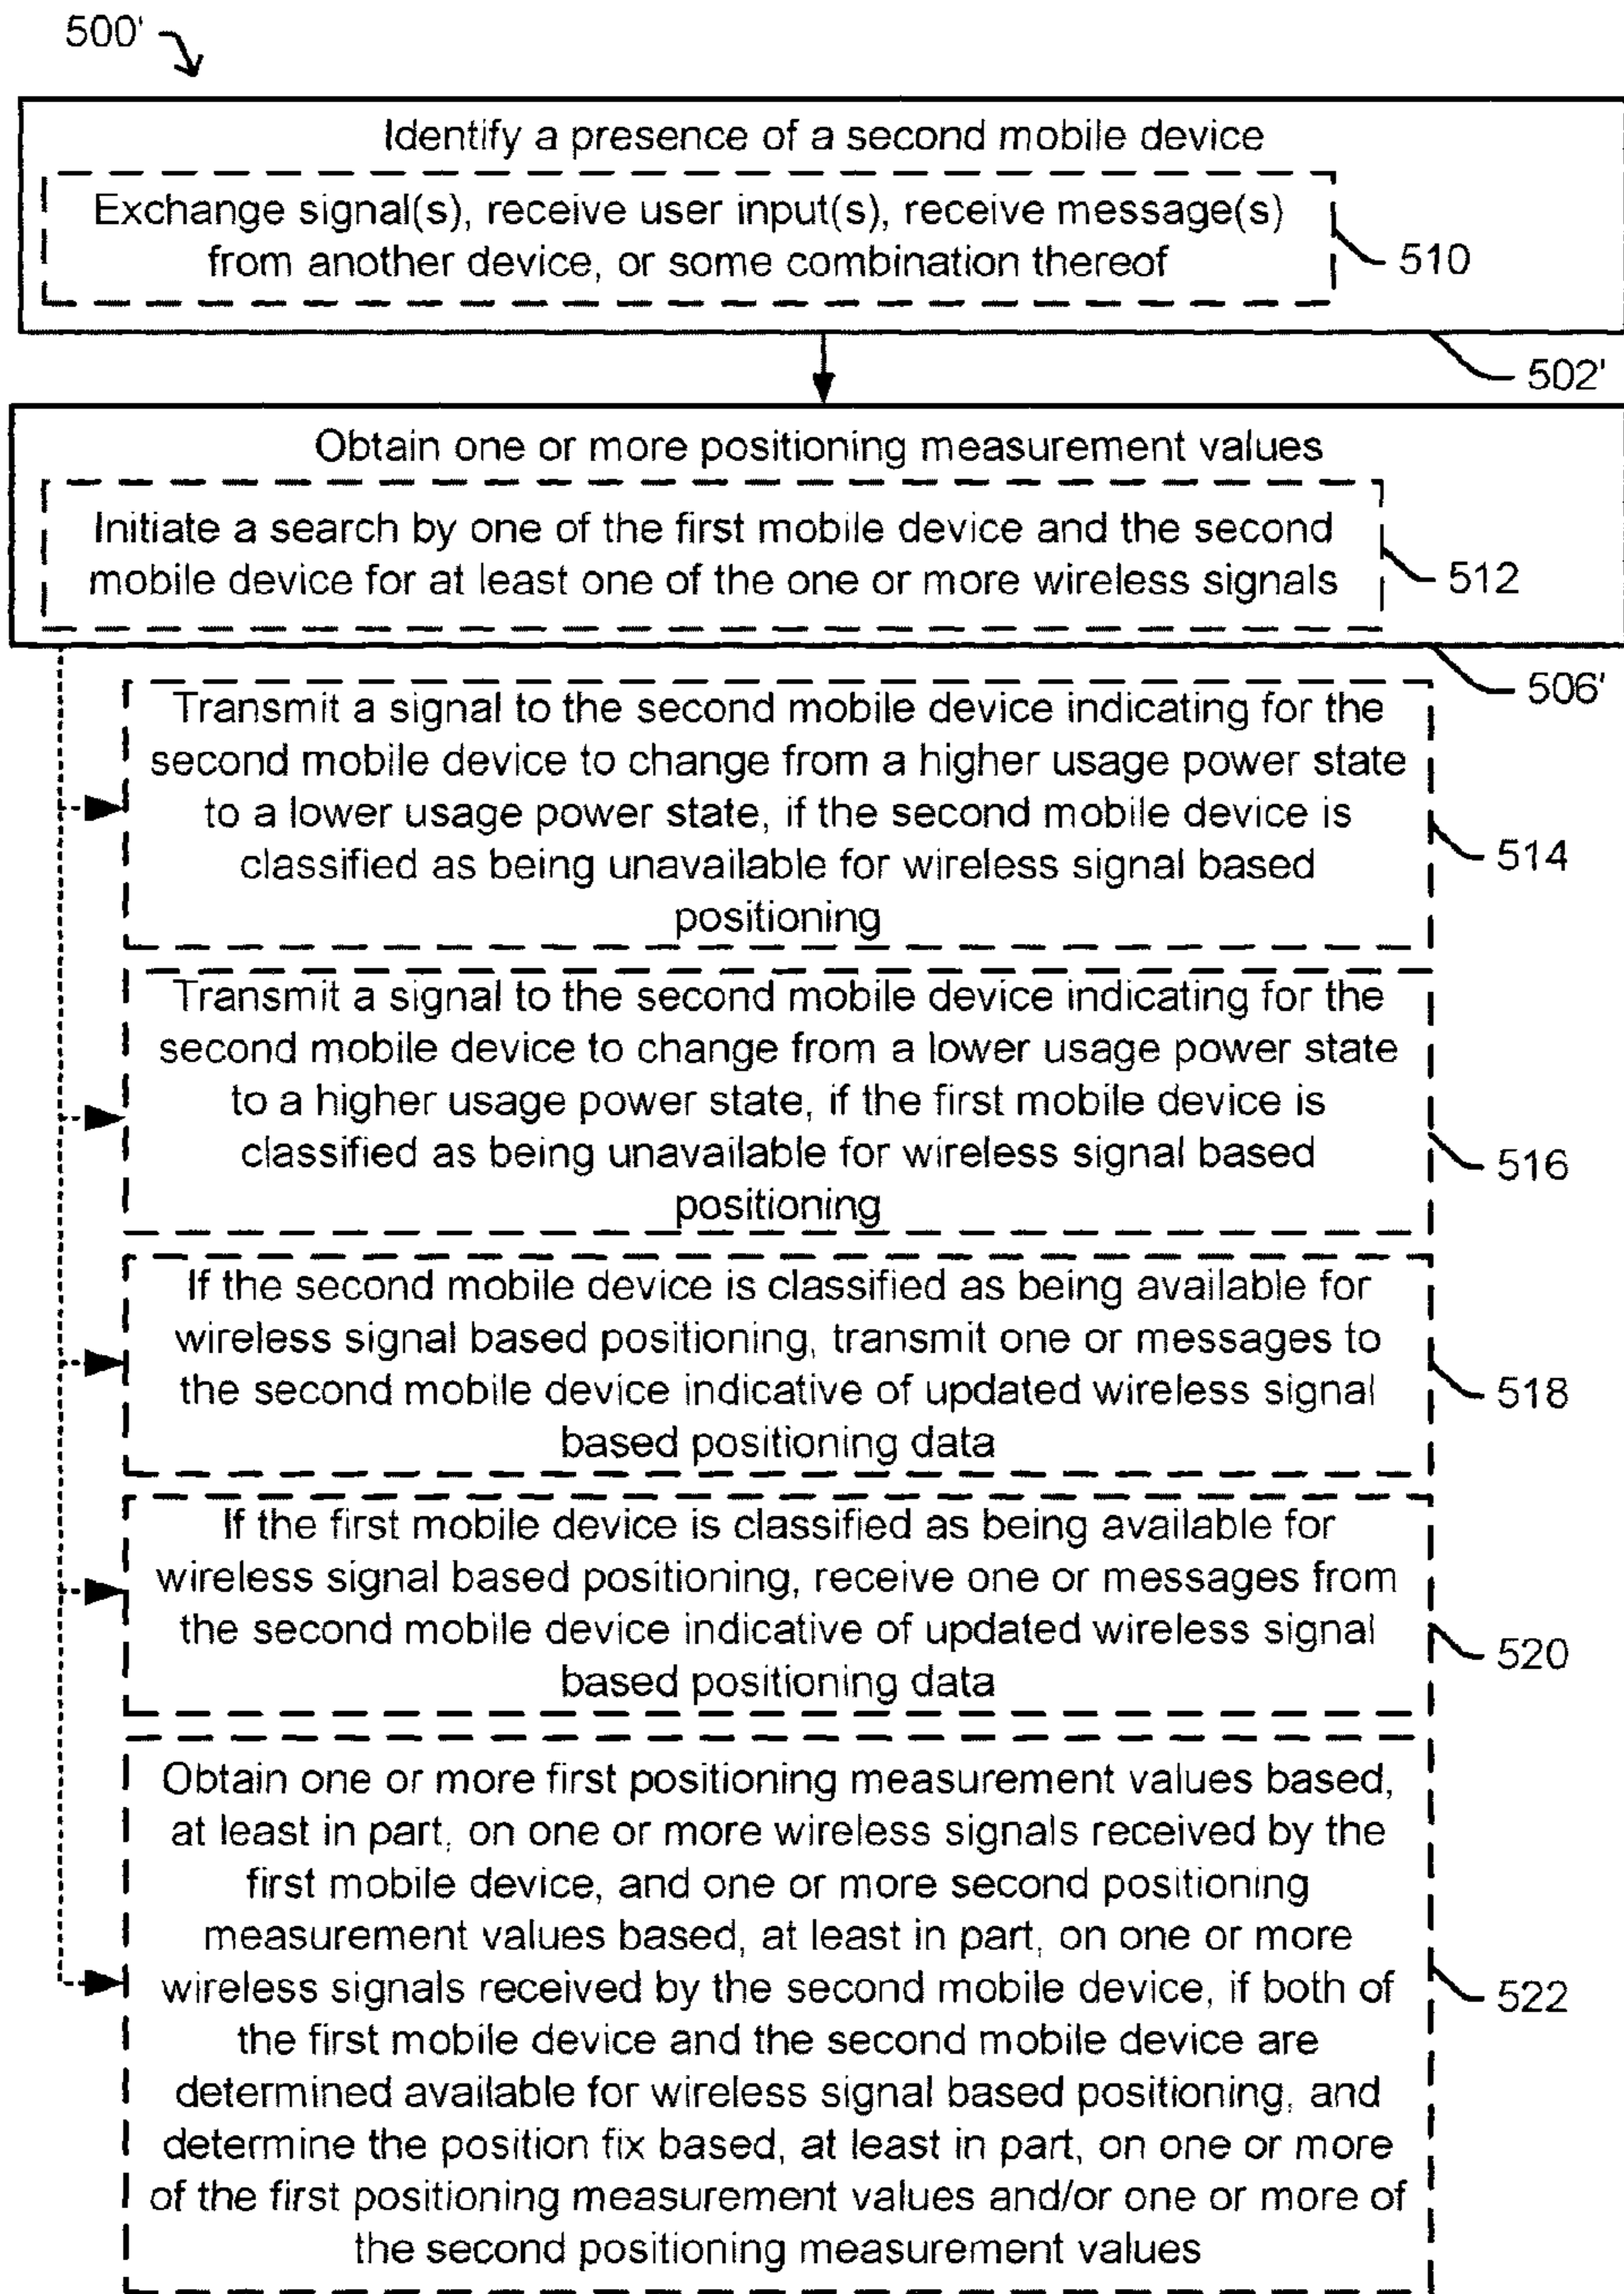 500'
Identify a presence of a second mobile device
Exchange signal(s), receive user input(s), receive message(s)
from another device, or some combination thereof
510
502'
Obtain one or more positioning measurement values
Initiate a search by one of the first mobile device and the second
mobile device for at least one of the one or more wireless signals
512
506'
Transmit a signal to the second mobile device indicating for the
second mobile device to change from a higher usage power state
to a lower usage power state, if the second mobile device is
classified as being unavailable for wireless signal based
positioning
514
Transmit a signal to the second mobile device indicating for the
second mobile device to change from a lower usage power state
to a higher usage power state, if the first mobile device is
classified as being unavailable for wireless signal based
positioning
516
If the second mobile device is classified as being available for
wireless signal based positioning, transmit one or messages to
the second mobile device indicative of updated wireless signal
based positioning data
518
If the first mobile device is classified as being available for
wireless signal based positioning, receive one or messages from
the second mobile device indicative of updated wireless signal
based positioning data
520
Obtain one or more first positioning measurement values based,
at least in part, on one or more wireless signals received by the
first mobile device, and one or more second positioning
measurement values based, at least in part, on one or more
wireless signals received by the second mobile device, if both of
the first mobile device and the second mobile device are
determined available for wireless signal based positioning, and
determine the position fix based, at least in part, on one or more
of the first positioning measurement values and/or one or more of
the second positioning measurement values
522